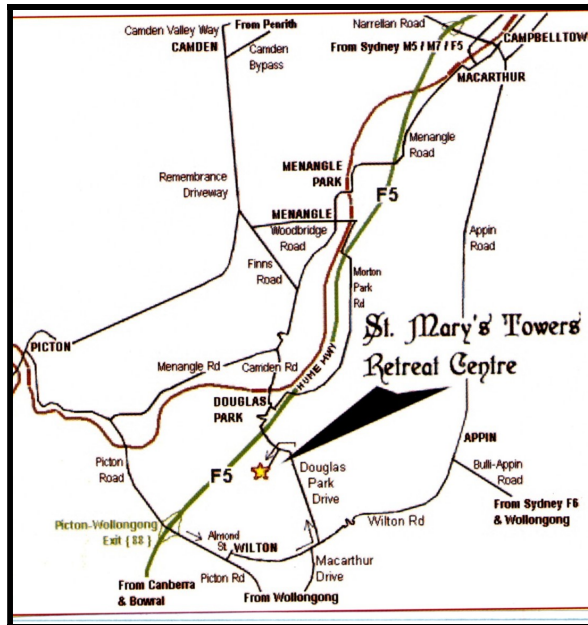 Camden Valley Way
From Penrith
CAMDEN
Camden
Bypass
Narrellan Road
CAMPBELLTOW
From Sydney M5 / M7 / F5
MACARTHUR
Menangle
Road
MENANGLE
PARK
Remembrance
Driveway
F5
MENANGLE
Woodbridge
Road
Appin
Road
Finns
Road
Morton
Park
Rd
St. Mary's Towers
Retreat Centre
PICTON
Menangle Rd
Camden Rd
HUME HWY
DOUGLAS
PARK
APPIN
Picton
Road
F5
Douglas
Park
Drive
Bulli-Appin
Road
From Sydney F6
& Wollongong
Picton-Wollongong
Exit { 88 }
Almond
St.
WILTON
Wilton Rd
Picton Rd
Macarthur
Drive
From Canberra
& Bowral
From Wollongong